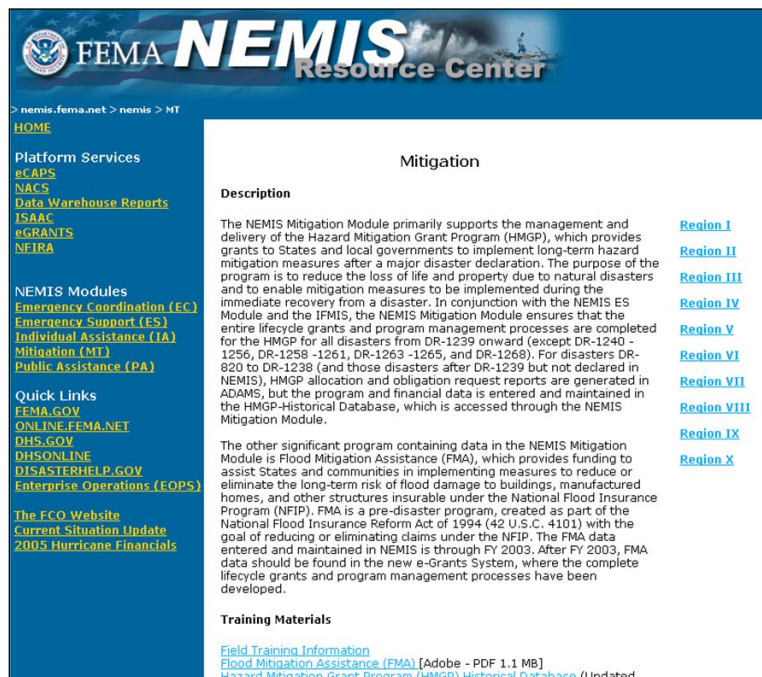 FEMA NEMIS
Resource Center
> nemis.fema.net > nemis > MT
HOME
Platform Services
eCAPS
NACS
Data Warehouse Reports
ISAAC
eGRANTS
NFIRA
NEMIS Modules
Emergency Coordination (EC)
Emergency Support (ES)
Individual Assistance (IA)
Mitigation (MT)
Public Assistance (PA)
Quick Links
FEMA.GOV
ONLINE.FEMA.NET
DHS.GOV
DHSONLINE
DISASTERHELP.GOV
Enterprise Operations (EOPS)
The FCO Website
Current Situation Update
2005 Hurricane Financials
Mitigation
Description
The NEMIS Mitigation Module primarily supports the management and
delivery of the Hazard Mitigation Grant Program (HMGP), which provides
grants to States and local governments to implement long-term hazard
mitigation measures after a major disaster declaration. The purpose of the
program is to reduce the loss of life and property due to natural disasters
and to enable mitigation measures to be implemented during the
immediate recovery from a disaster. In conjunction with the NEMIS ES
Module and the IFMIS, the NEMIS Mitigation Module ensures that the
entire lifecycle grants and program management processes are completed
for the HMGP for all disasters from DR-1239 onward (except DR-1240 -
1256, DR-1258 -1261, DR-1263 -1265, and DR-1268). For disasters DR-
820 to DR-1238 (and those disasters after DR-1239 but not declared in
NEMIS), HMGP allocation and obligation request reports are generated in
ADAMS, but the program and financial data is entered and maintained in
the HMGP-Historical Database, which is accessed through the NEMIS
Mitigation Module.
The other significant program containing data in the NEMIS Mitigation
Module is Flood Mitigation Assistance (FMA), which provides funding to
assist States and communities in implementing measures to reduce or
eliminate the long-term risk of flood damage to buildings, manufactured
homes, and other structures insurable under the National Flood Insurance
Program (NFIP). FMA is a pre-disaster program, created as part of the
National Flood Insurance Reform Act of 1994 (42 U.S.C. 4101) with the
goal of reducing or eliminating claims under the NFIP. The FMA data
entered and maintained in NEMIS is through FY 2003. After FY 2003, FMA
data should be found in the new e-Grants System, where the complete
lifecycle grants and program management processes have been
developed.
Training Materials
Field Training Information
Flood Mitigation Assistance (FMA) [Adobe - PDF 1.1 MB]
Hazard Mitigation Grant Program (HMGP) Historical Database (Updated
Region I
Region II
Region III
Region IV
Region V
Region VI
Region VII
Region VIII
Region IX
Region X